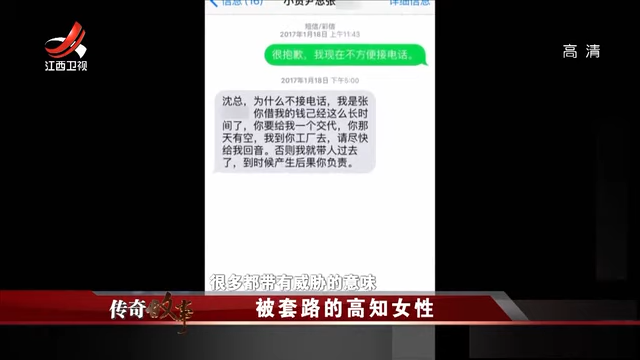 信息 (16)
小贷尹总张
详细信息
江西卫视
高清
短信/彩信
2017年1月16日 上午11:43
很抱歉，我现在不方便接电话。
2017年1月18日 下午5:00
沈总，为什么不接电话，我是张
你借我的钱己经这么长时
间了，你要给我一个交代，你那
天有空，我到你工厂去，请尽快
给我回音。否则我就带人过去
了，到时候产生后果你负责。
很多都带有威胁的意味
传奇故事
被套路的高知女性